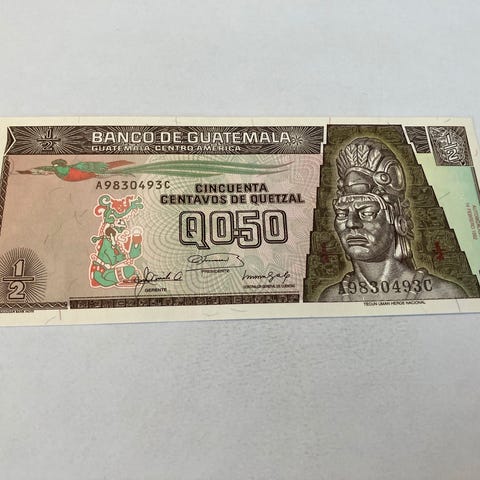 1/2
BANCO DE GUATEMALA
GUATEMALA, CENTRO AMERICA
1/2
A9830493C
CINCUENTA
CENTAVOS DE QUETZAL
Q0.50
PRESIDENTE
GERENTE
1/2
A9830493C
TECUN UMAN HEROE NACIONAL